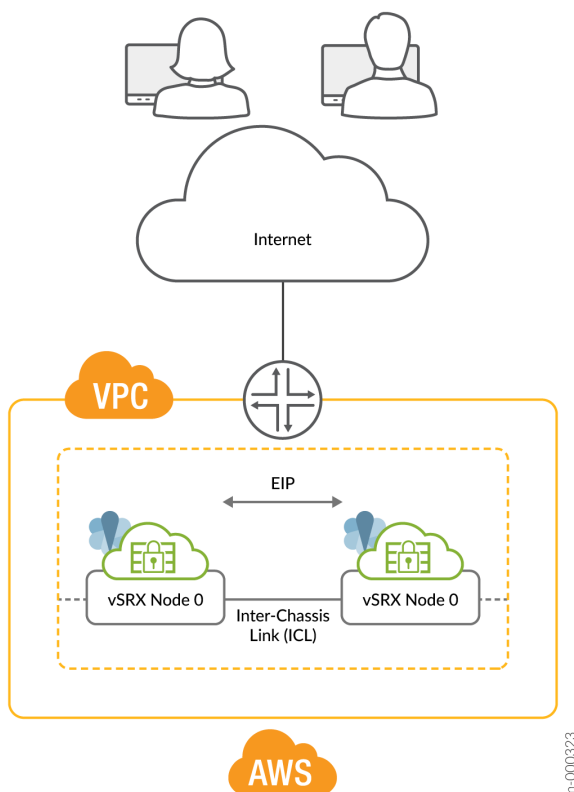 Internet
VPC
EIP
vSRX Node 0
vSRX Node 0
Inter-Chassis
Link (ICL)
AWS